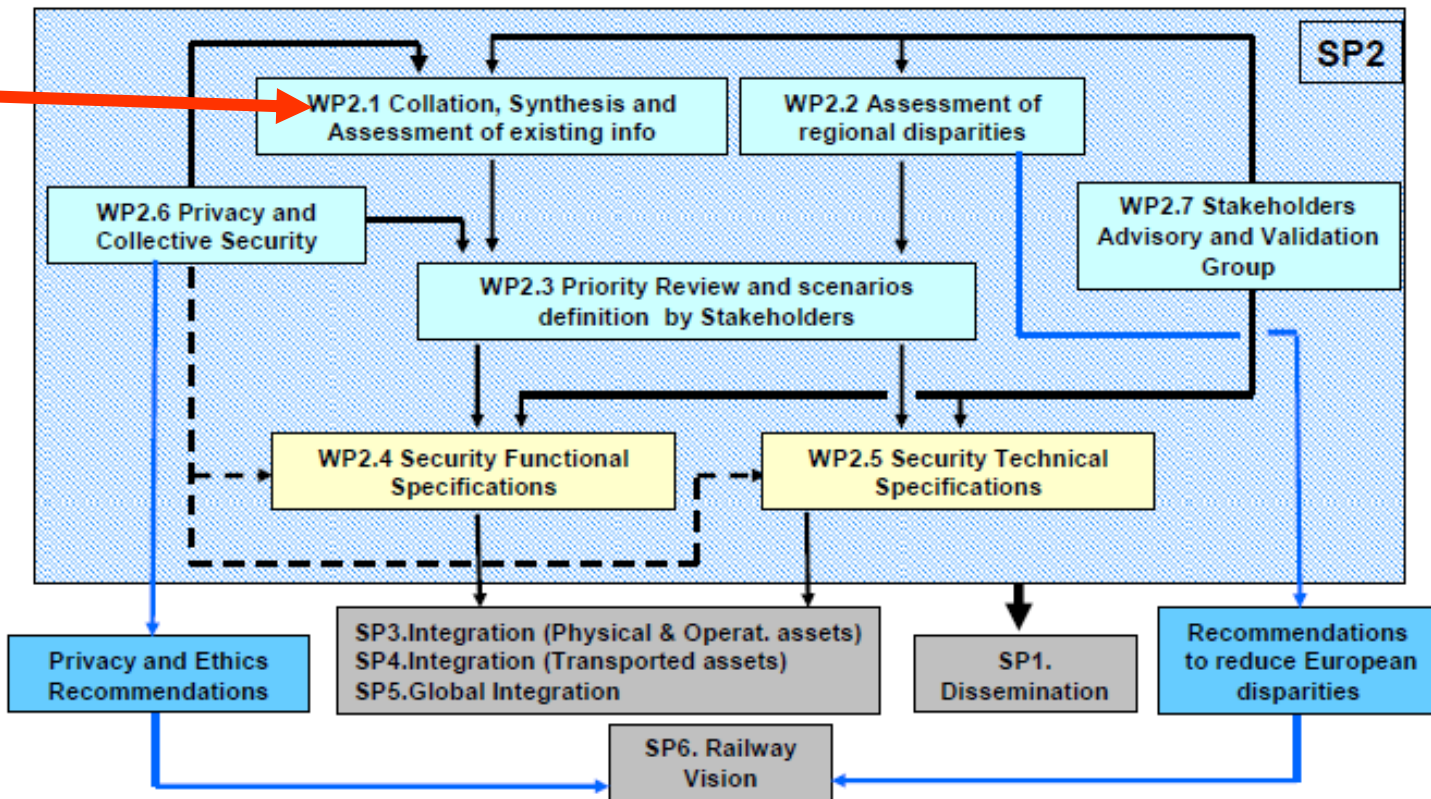 SP2
WP2.1 Collation, Synthesis and
Assessment of existing info
WP2.2 Assessment of
regional disparities
WP2.6 Privacy and
Collective Security
WP2.7 Stakeholders
Advisory and Validation
Group
WP2.3 Priority Review and scenarios
definition by Stakeholders
WP2.4 Security Functional
Specifications
WP2.5 Security Technical
Specifications
Privacy and Ethics
Recommendations
SP3.Integration (Physical & Operat. assets)
SP4.Integration (Transported assets)
SP5.Global Integration
SP1.
Dissemination
Recommendations
to reduce European
disparities
SP6. Railway
Vision